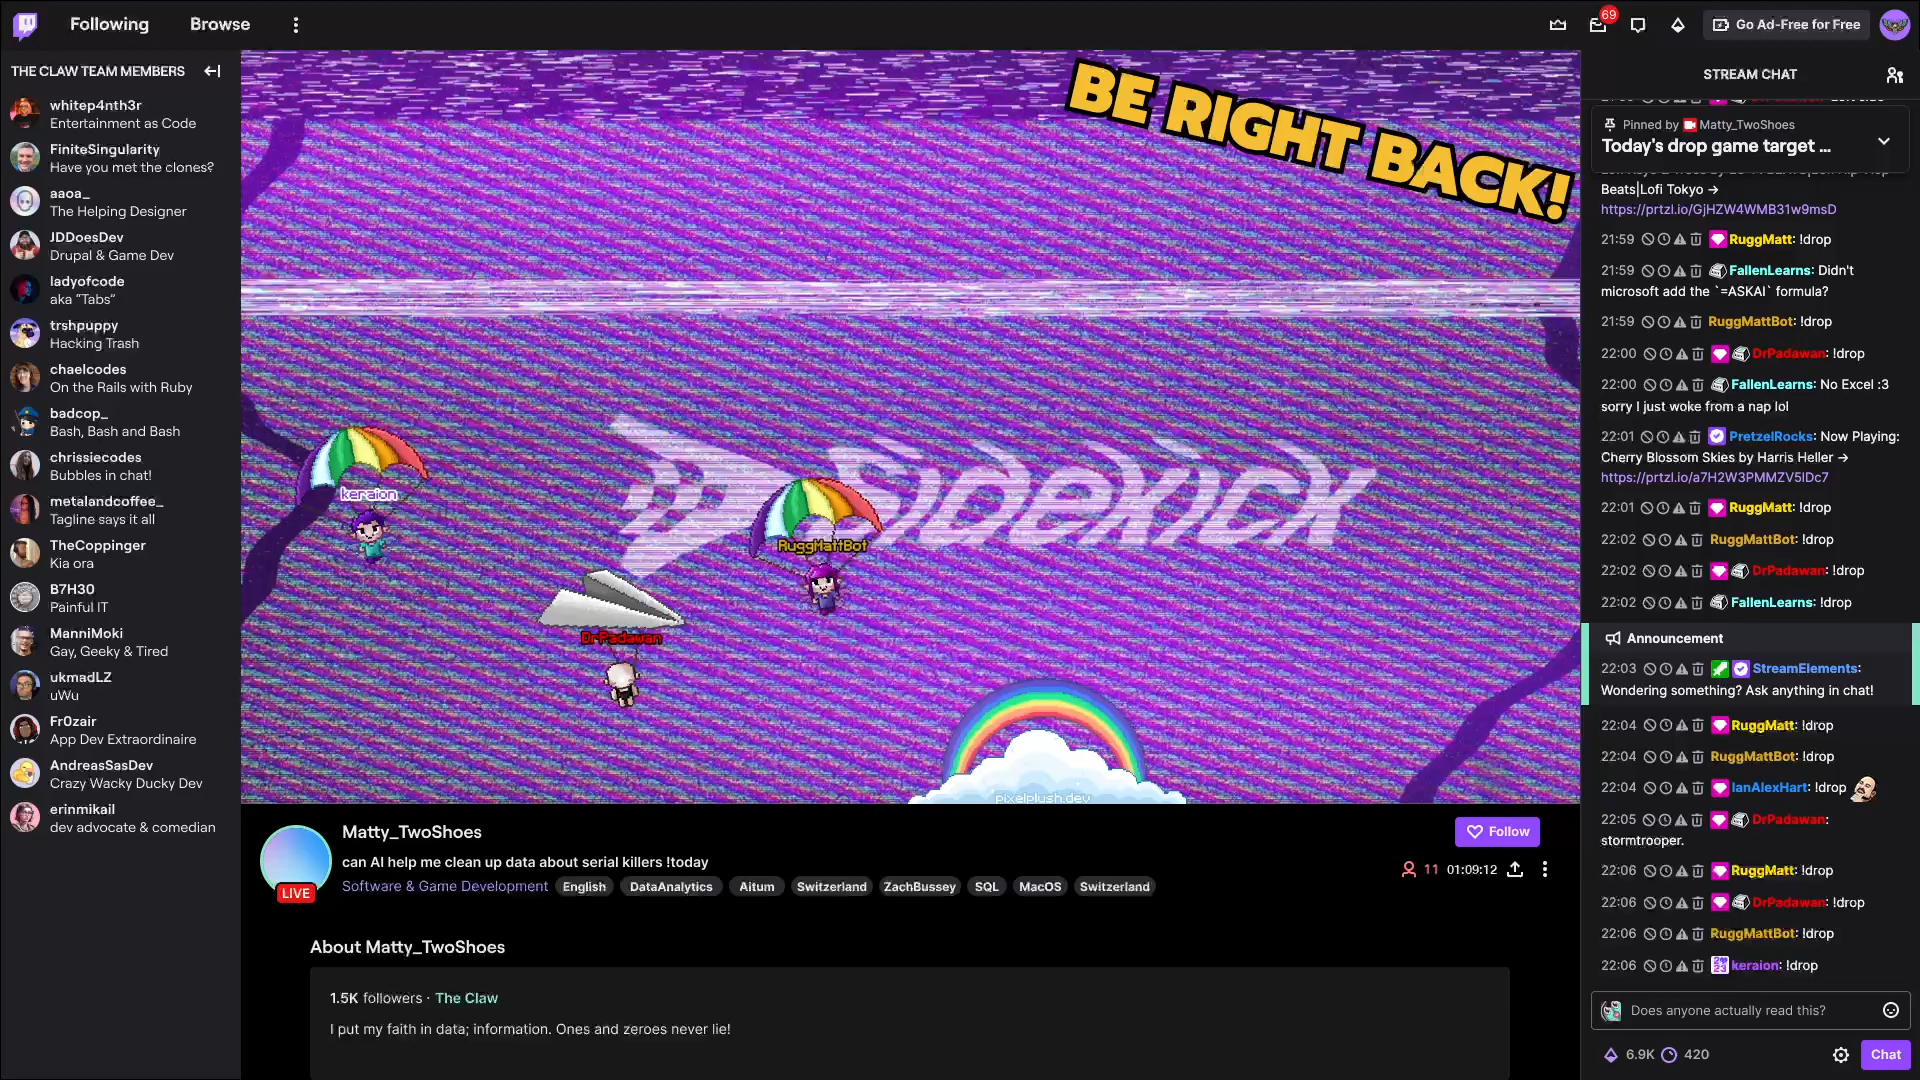 Following
Browse
69
Go Ad-Free for Free
THE CLAW TEAM MEMBERS
whitep4nth3r
Entertainment as Code
FiniteSingularity
Have you met the clones?
aaoa_
The Helping Designer
JDDoesDev
Drupal & Game Dev
ladyofcode
aka "Tabs"
trshpuppy
Hacking Trash
chaelcodes
On the Rails with Ruby
badcop_
Bash, Bash and Bash
chrissiecodes
Bubbles in chat!
metalandcoffee_
Tagline says it all
TheCoppinger
Kia ora
B7H30
Painful IT
ManniMoki
Gay, Geeky & Tired
ukmadLZ
uWu
Fr0zair
App Dev Extraordinaire
AndreasSasDev
Crazy Wacky Ducky Dev
erinmikail
dev advocate & comedian
BE RIGHT BACK!
Sidekick
keraion
RuggMattBot
DrPadawan
pixelplush.dev
LIVE
Matty_TwoShoes
can AI help me clean up data about serial killers !today
Software & Game Development English DataAnalytics Aitum Switzerland ZachBussey SQL MacOS Switzerland
Follow
11 01:09:12
About Matty_TwoShoes
1.5K followers · The Claw
I put my faith in data; information. Ones and zeroes never lie!
STREAM CHAT
Pinned by Matty_TwoShoes
Today's drop game target ...
Beats|Lofi Tokyo →
https://prtzl.io/GjHZW4WMB31w9msD
21:59 RuggMatt: !drop
21:59 FallenLearns: Didn't
microsoft add the `=ASKAI` formula?
21:59 RuggMattBot: !drop
22:00 DrPadawan: !drop
22:00 FallenLearns: No Excel :3
sorry I just woke from a nap lol
22:01 PretzelRocks: Now Playing:
Cherry Blossom Skies by Harris Heller →
https://prtzl.io/a7H2W3PMMZV5lDc7
22:01 RuggMatt: !drop
22:02 RuggMattBot: !drop
22:02 DrPadawan: !drop
22:02 FallenLearns: !drop
Announcement
22:03 StreamElements:
Wondering something? Ask anything in chat!
22:04 RuggMatt: !drop
22:04 RuggMattBot: !drop
22:04 IanAlexHart: !drop
22:05 DrPadawan:
stormtrooper.
22:06 RuggMatt: !drop
22:06 DrPadawan: !drop
22:06 RuggMattBot: !drop
22:06 keraion: !drop
Does anyone actually read this?
6.9K 420
Chat